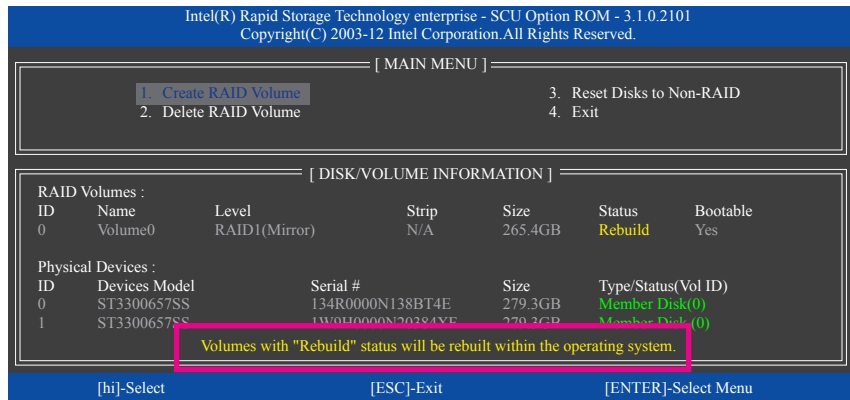 Intel(R) Rapid Storage Technology enterprise - SCU Option ROM - 3.1.0.2101
Copyright(C) 2003-12 Intel Corporation.All Rights Reserved.
[ MAIN MENU ]
1. Create RAID Volume 3. Reset Disks to Non-RAID
2. Delete RAID Volume 4. Exit
[ DISK/VOLUME INFORMATION ]
RAID Volumes :
ID Name Level Strip Size Status Bootable
0 Volume0 RAID1(Mirror) N/A 265.4GB Rebuild Yes
Physical Devices :
ID Devices Model Serial # Size Type/Status(Vol ID)
0 ST3300657SS 134R0000N138BT4E 279.3GB Member Disk(0)
1 ST3300657SS 279.3GB Member Disk (0)
Volumes with "Rebuild" status will be rebuilt within the operating system.
[hi]-Select [ESC]-Exit [ENTER]-Select Menu